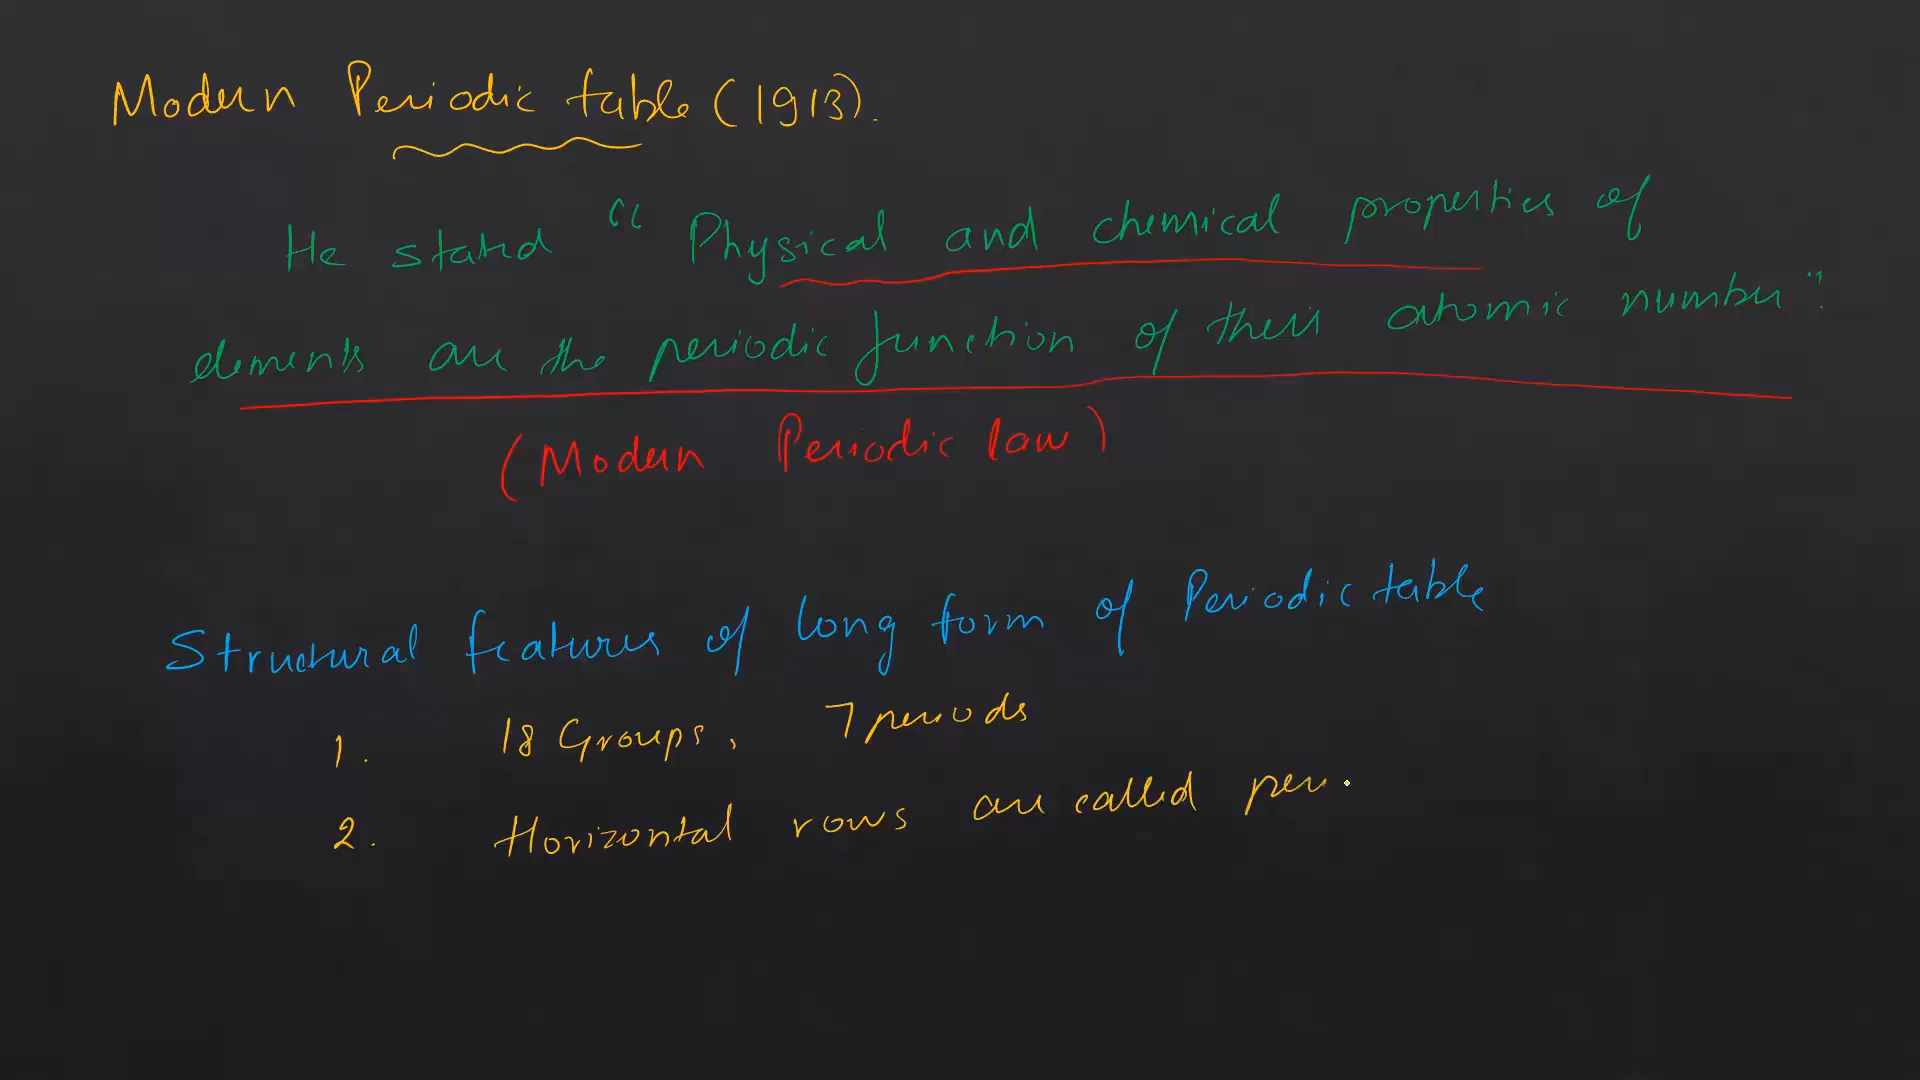 Modern Periodic table (1913).
He stated " Physical and chemical properties of
elements are the periodic function of their atomic number".
(Modern Periodic law)
Structural features of long form of Periodic table
1. 18 Groups, 7 periods
2. Horizontal rows are called peri